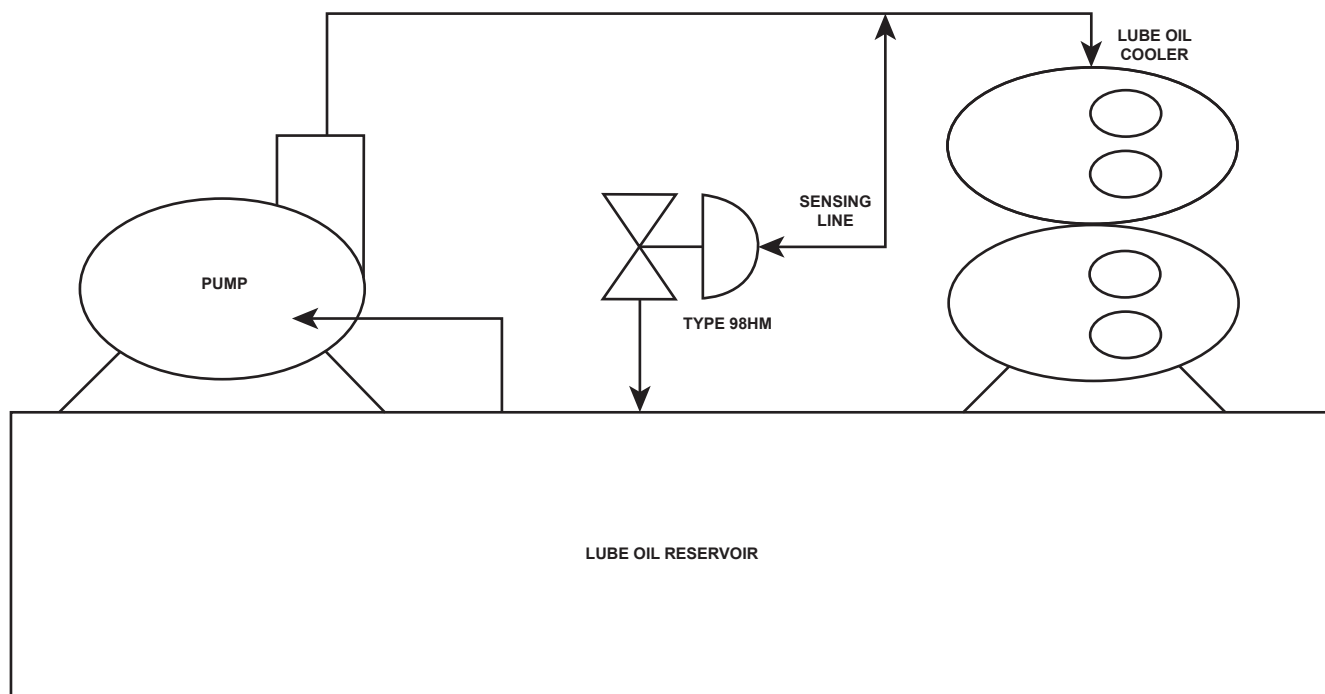 LUBE OIL
COOLER
SENSING
LINE
PUMP
TYPE 98HM
LUBE OIL RESERVOIR